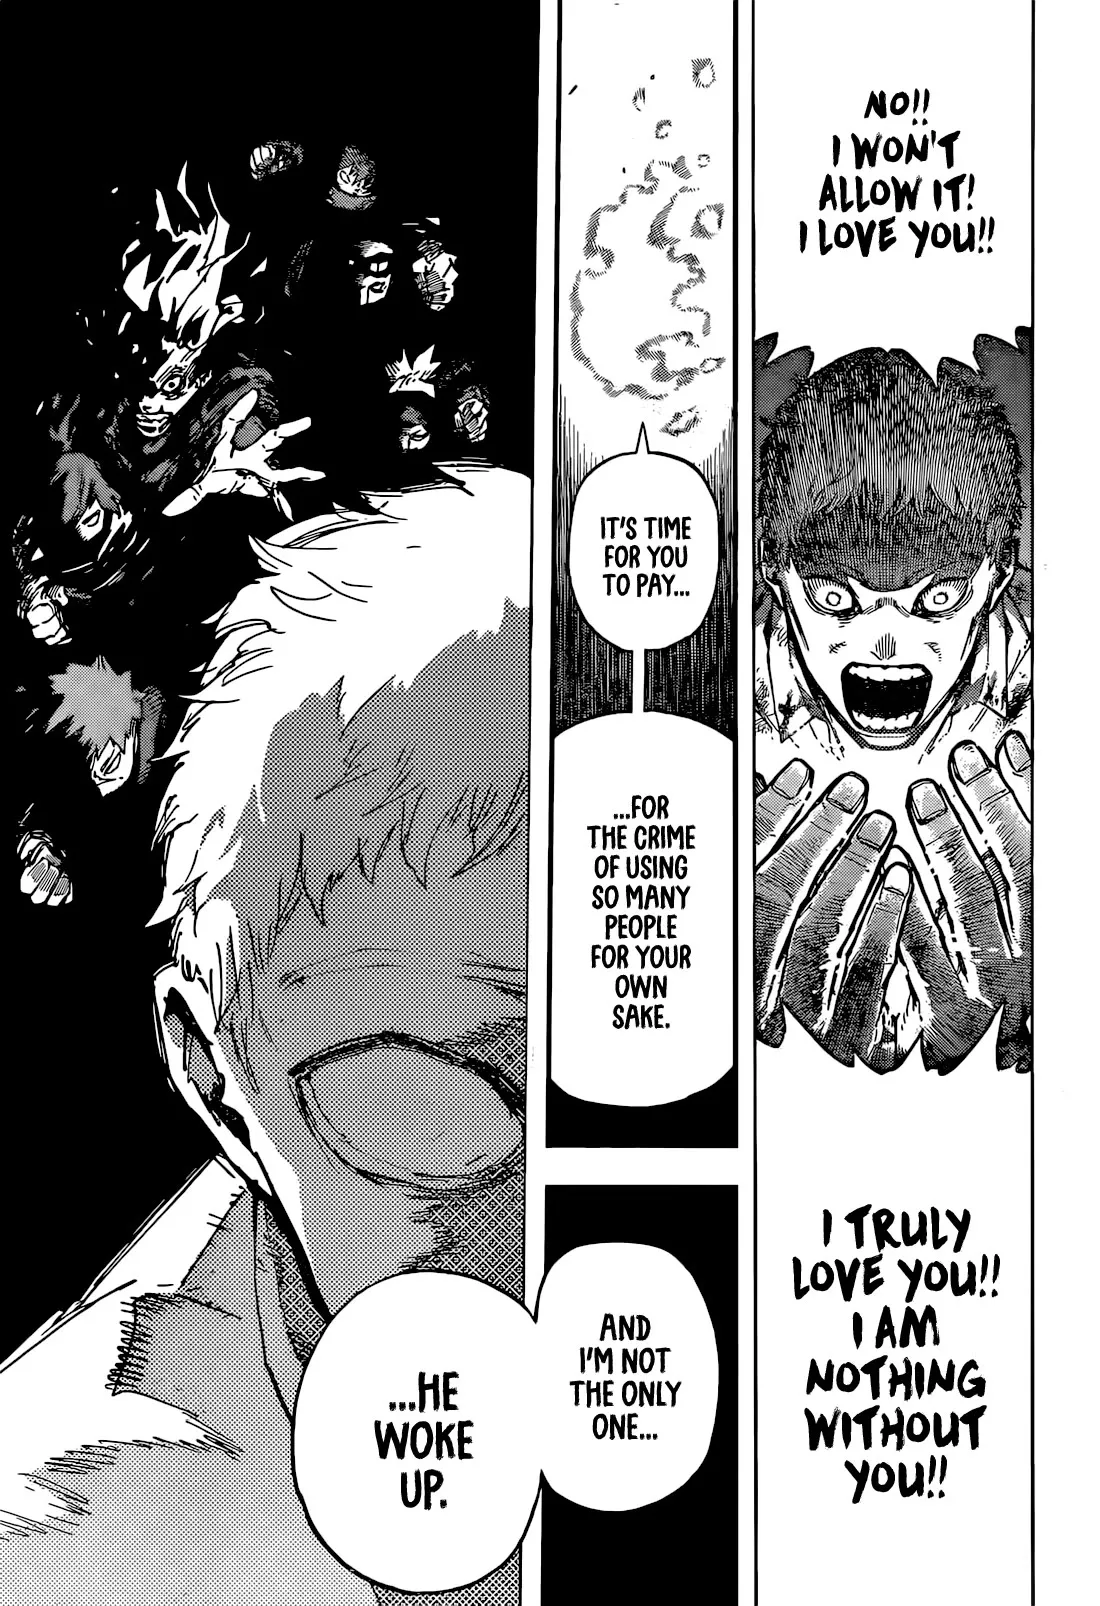 NO!!
I WON'T
ALLOW IT!
I LOVE YOU!!
I TRULY
LOVE YOU!!
I AM
NOTHING
WITHOUT
YOU!!
IT'S TIME
FOR YOU
TO PAY...
...FOR
THE CRIME
OF USING
SO MANY
PEOPLE
FOR YOUR
OWN
SAKE.
AND
I'M NOT
THE ONLY
ONE...
...HE
WOKE
UP.